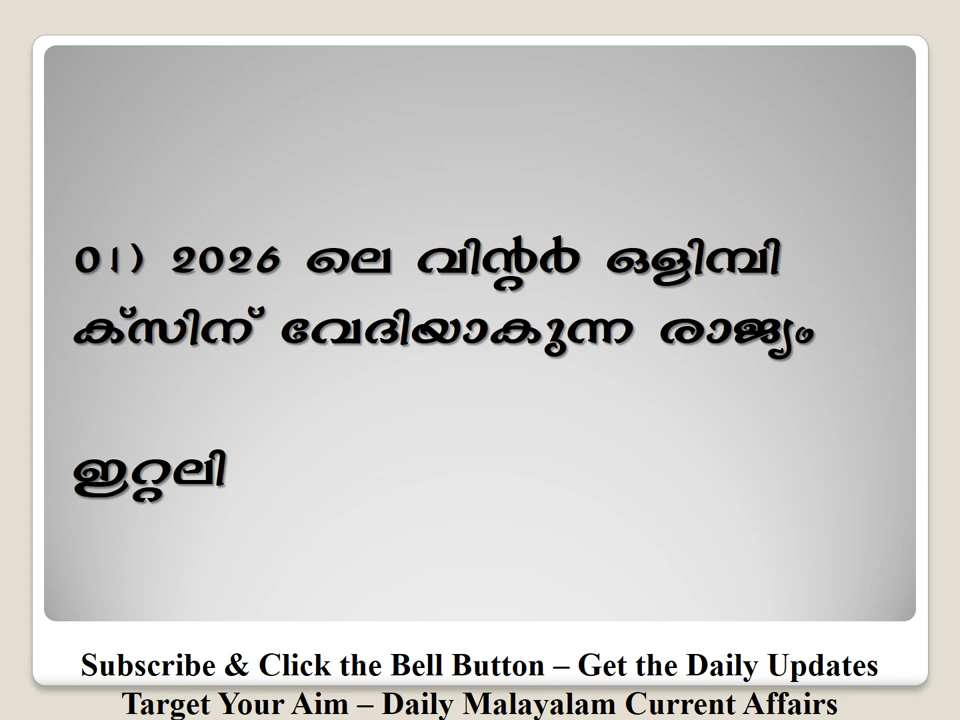 01) 2026 ലെ വിന്റർ ഒളിമ്പി
ക്സിന് വേദിയാകുന്ന രാജ്യം
ഇറ്റലി
Subscribe & Click the Bell Button – Get the Daily Updates
Target Your Aim – Daily Malayalam Current Affairs